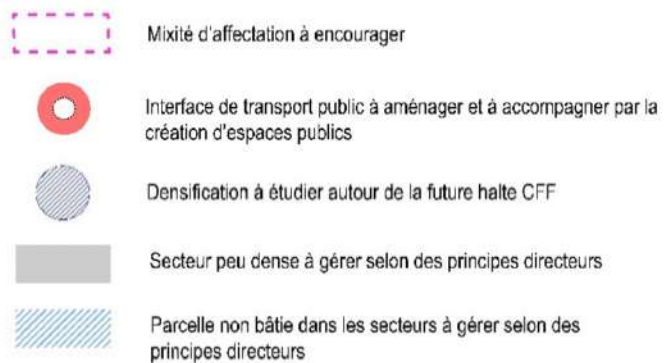 Mixité d'affectation à encourager
Interface de transport public à aménager et à accompagner par la
création d'espaces publics
Densification à étudier autour de la future halte CFF
Secteur peu dense à gérer selon des principes directeurs
Parcelle non bâtie dans les secteurs à gérer selon des
principes directeurs